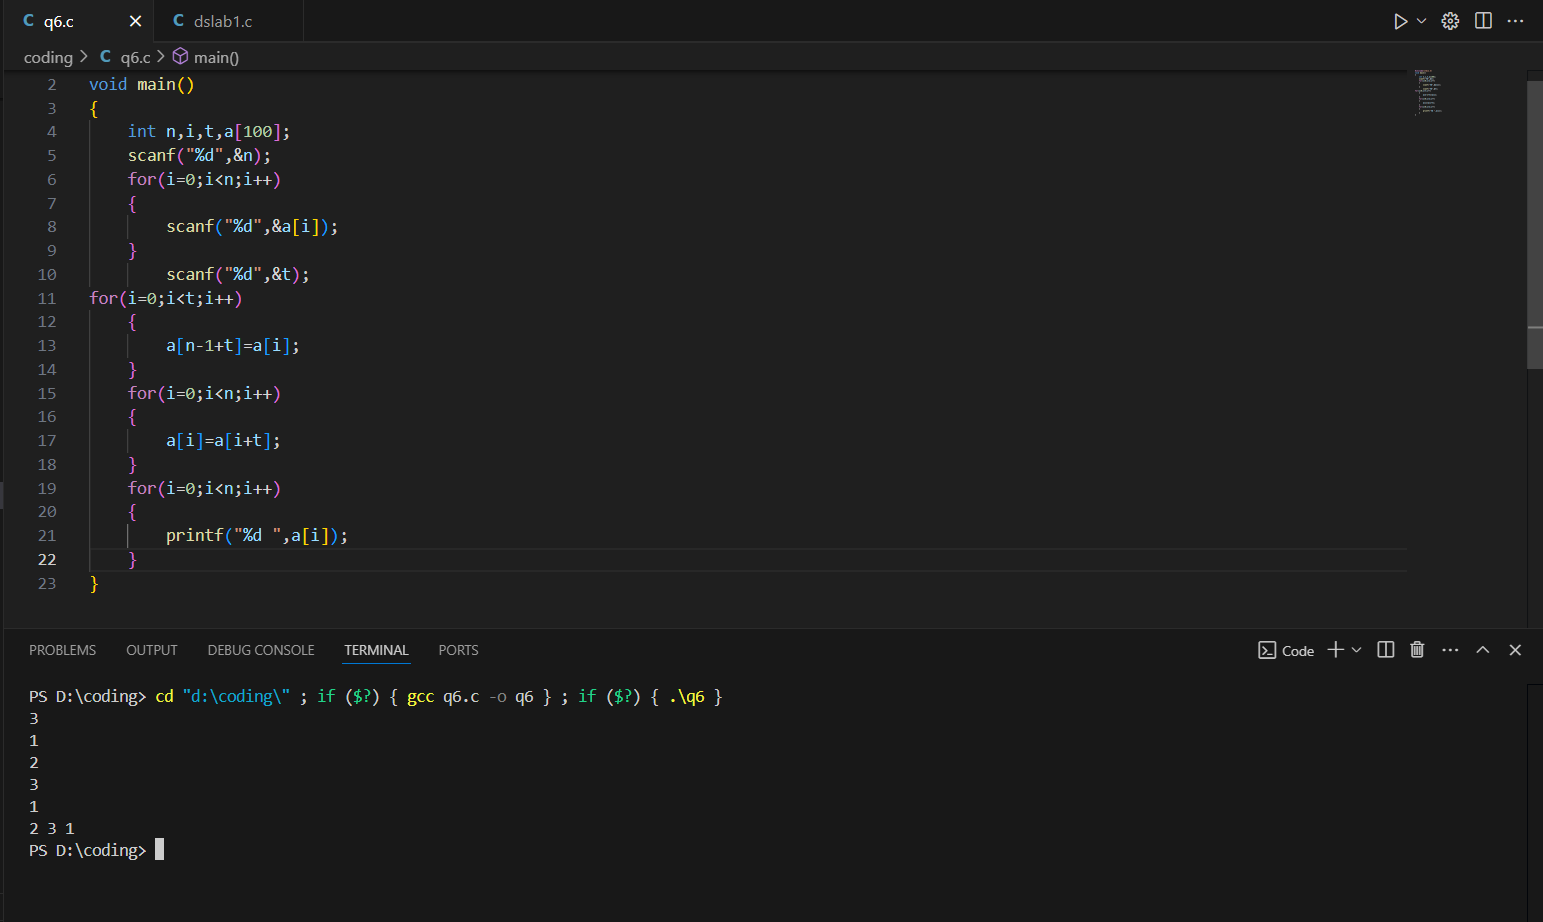 C q6.c × C dslab1.c
coding > C q6.c > main()
2 void main()
3 {
4 int n,i,t,a[100];
5 scanf("%d",&n);
6 for(i=0;i<n;i++)
7 {
8 scanf("%d",&a[i]);
9 }
10 scanf("%d",&t);
11 for(i=0;i<t;i++)
12 {
13 a[n-1+t]=a[i];
14 }
15 for(i=0;i<n;i++)
16 {
17 a[i]=a[i+t];
18 }
19 for(i=0;i<n;i++)
20 {
21 printf("%d ",a[i]);
22 }
23 }
PROBLEMS OUTPUT DEBUG CONSOLE TERMINAL PORTS Code
PS D:\coding> cd "d:\coding\" ; if ($?) { gcc q6.c -o q6 } ; if ($?) { .\q6 }
3
1
2
3
1
2 3 1
PS D:\coding>